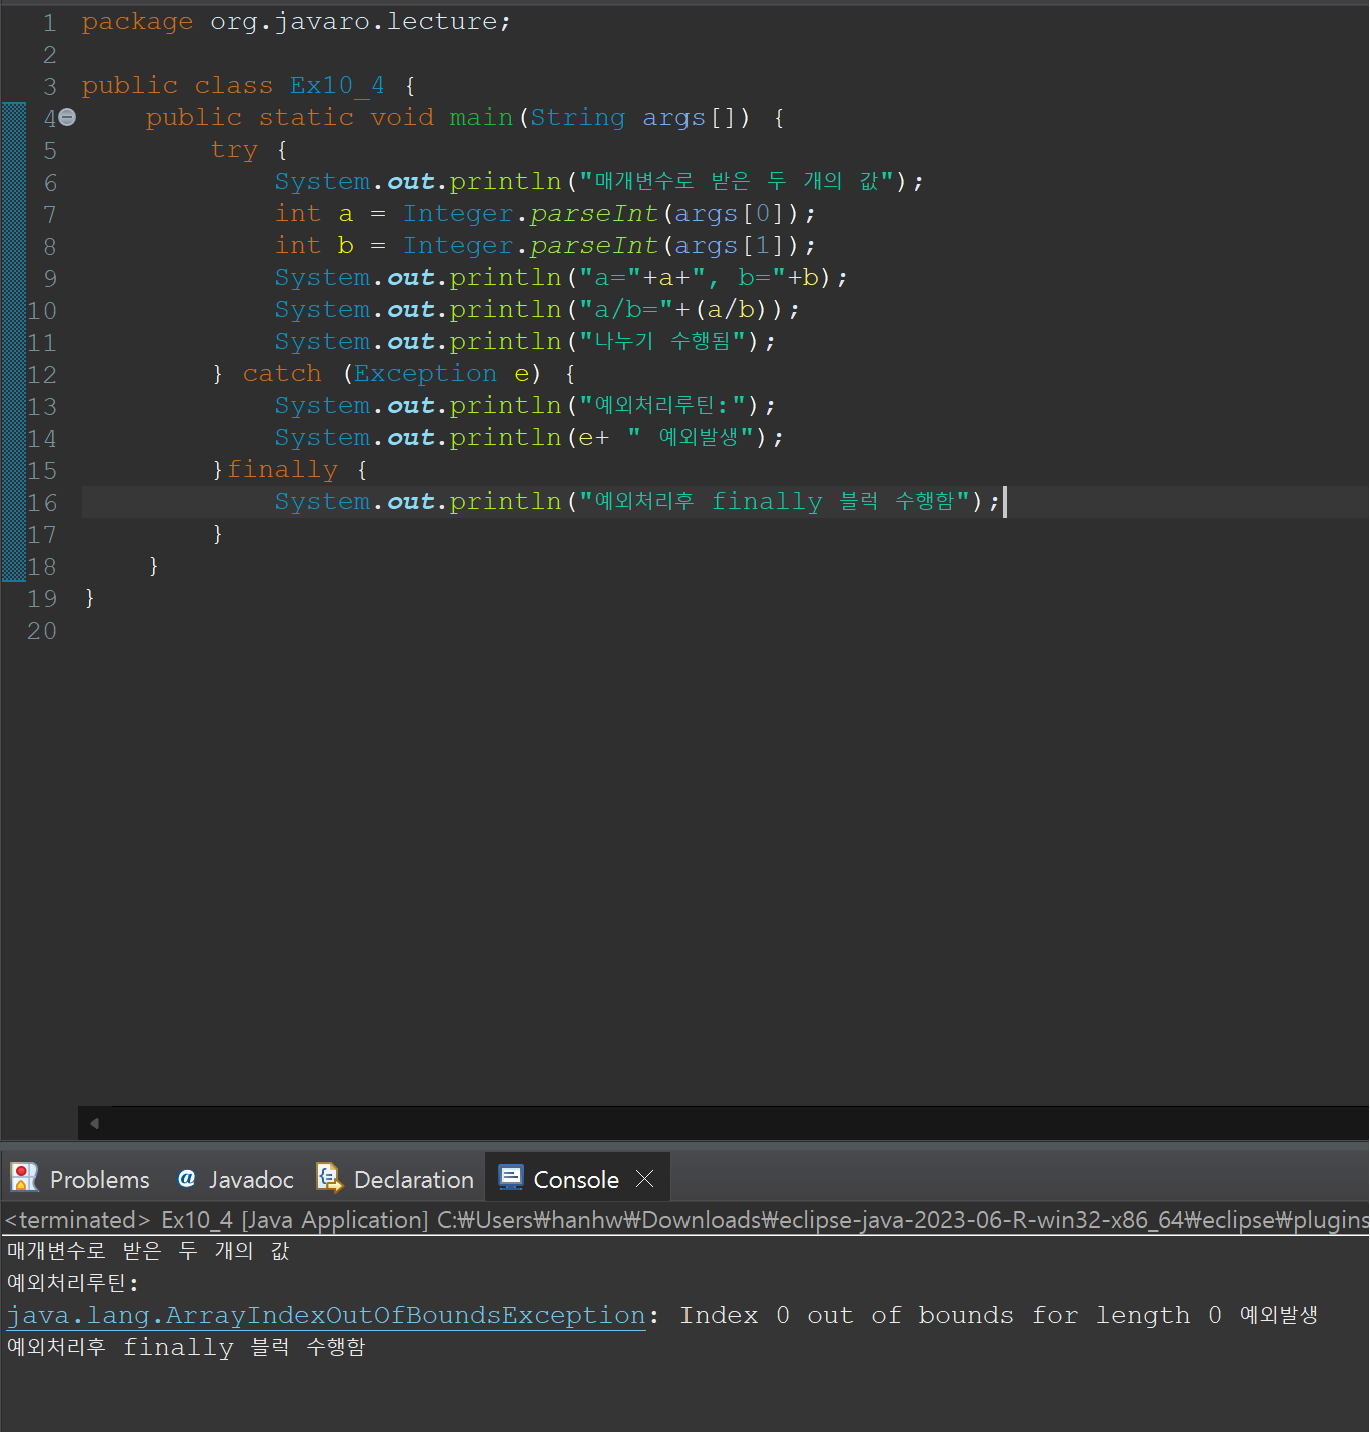 1 package org.javaro.lecture;
2
3 public class Ex10_4 {
4 public static void main(String args[]) {
5 try {
6 System.out.println("매개변수로 받은 두 개의 값");
7 int a = Integer.parseInt(args[0]);
8 int b = Integer.parseInt(args[1]);
9 System.out.println("a="+a+", b="+b);
10 System.out.println("a/b="+(a/b));
11 System.out.println("나누기 수행됨");
12 } catch (Exception e) {
13 System.out.println("예외처리루틴:");
14 System.out.println(e+ " 예외발생");
15 }finally {
16 System.out.println("예외처리후 finally 블럭 수행함");
17 }
18 }
19 }
20
Problems @ Javadoc Declaration Console
<terminated> Ex10_4 [Java Application] C:₩Users₩hanhw₩Downloads₩eclipse-java-2023-06-R-win32-x86_64₩eclipse₩plugins
매개변수로 받은 두 개의 값
예외처리루틴:
java.lang.ArrayIndexOutOfBoundsException: Index 0 out of bounds for length 0 예외발생
예외처리후 finally 블럭 수행함